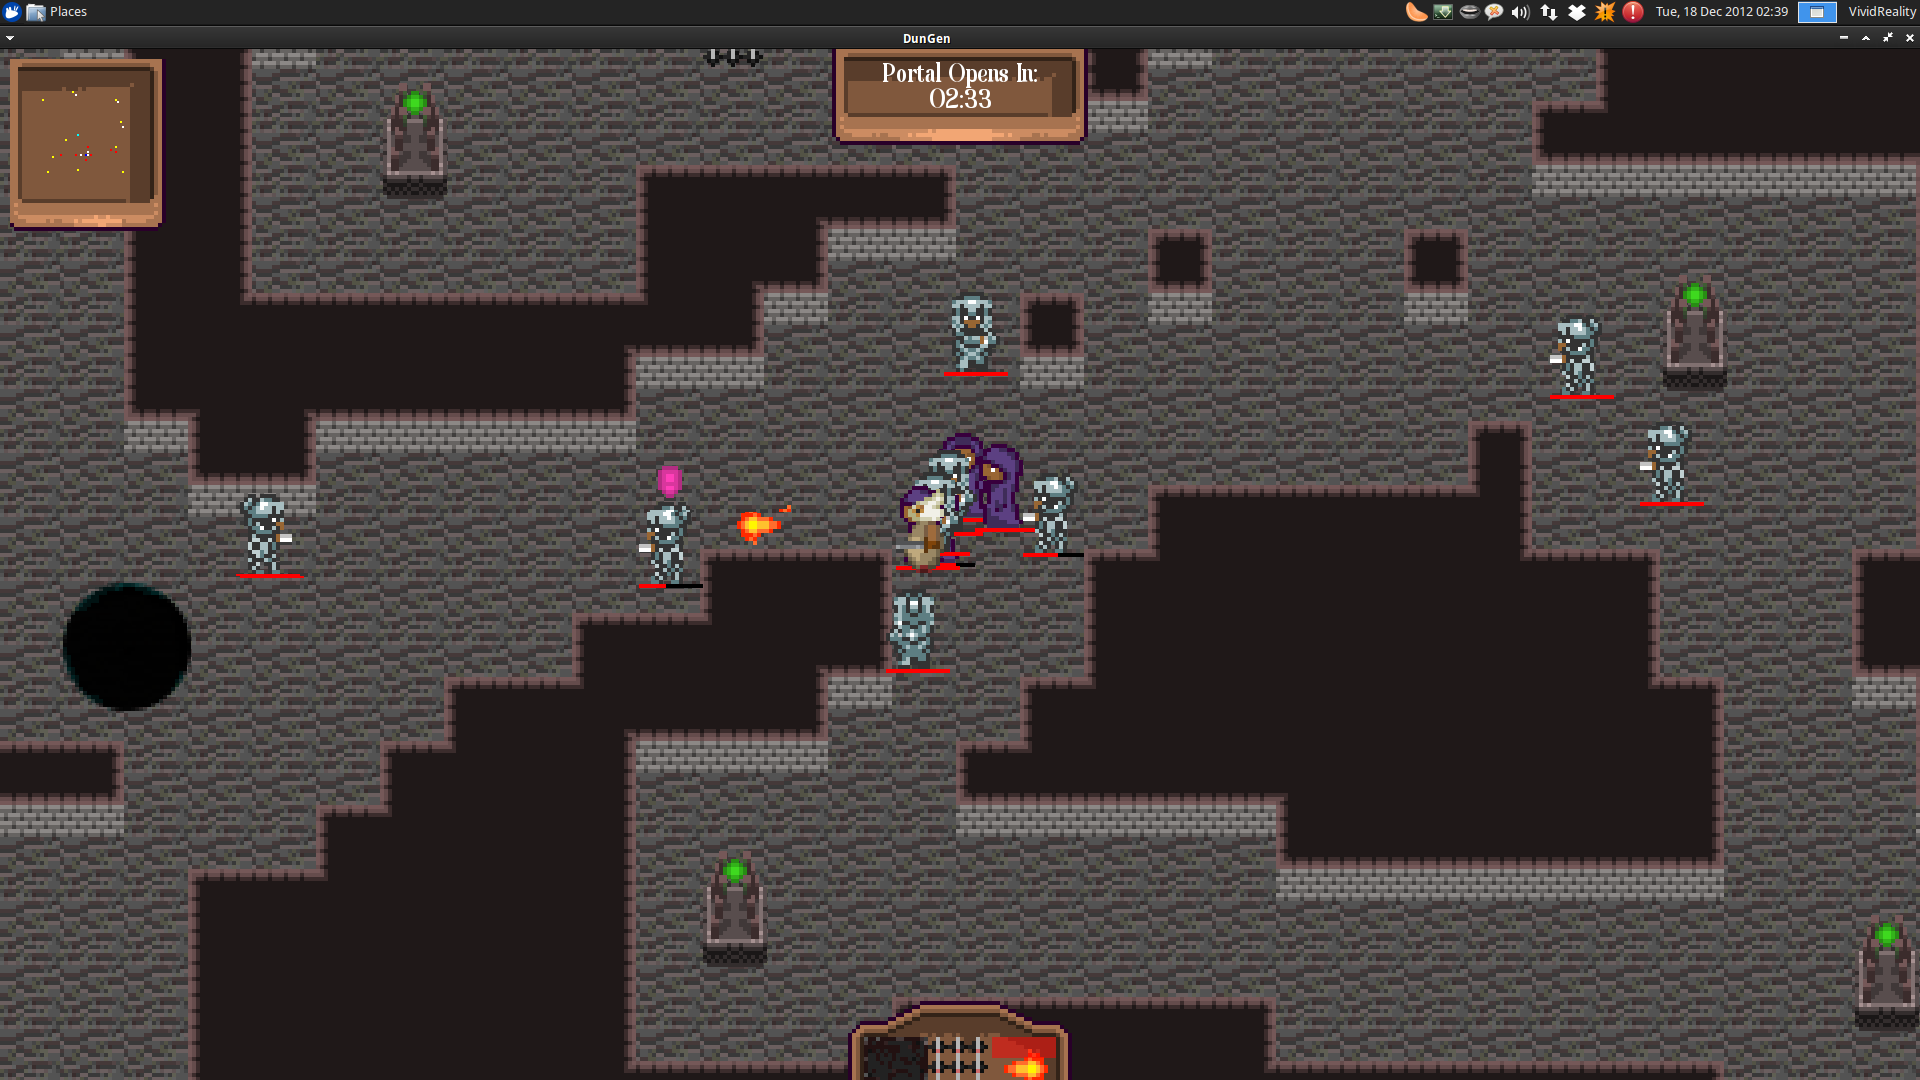 Places
Tue, 18 Dec 2012 02:39
VividReality
DunGen
Portal Opens In:
02:33